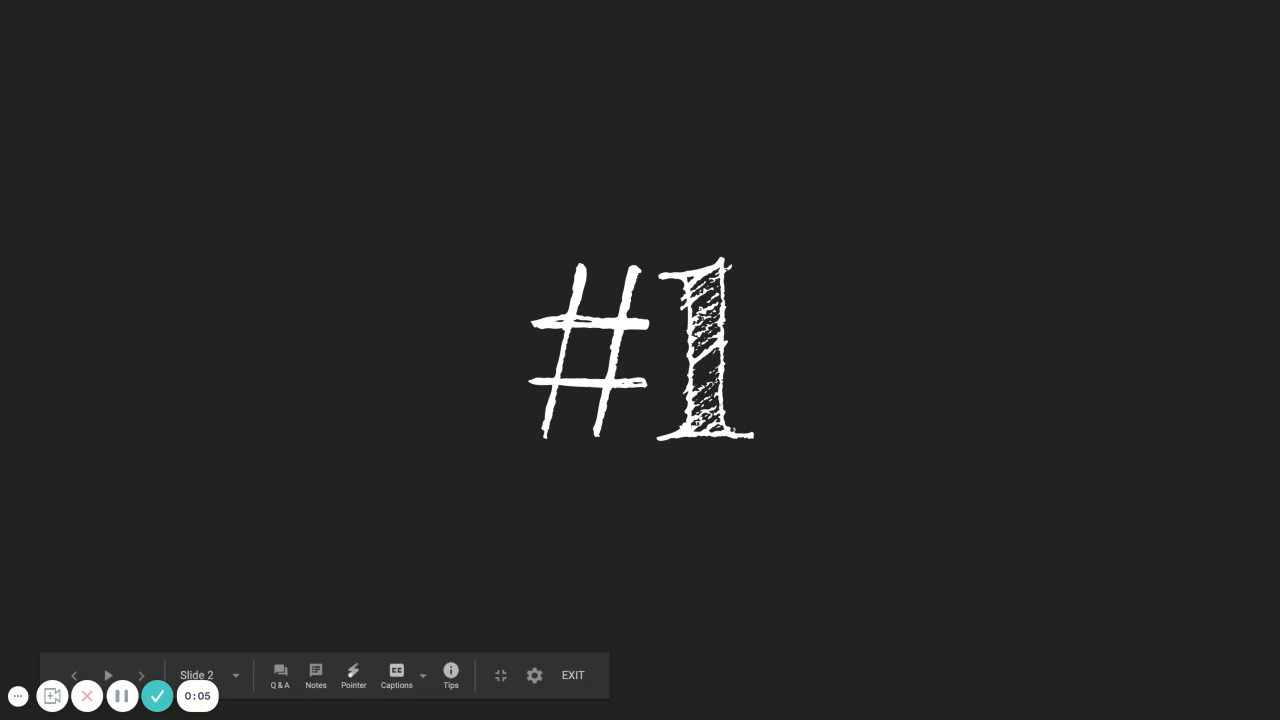 #1
Slide 2
Q & A
Notes
Pointer
Captions
Tips
EXIT
0:05